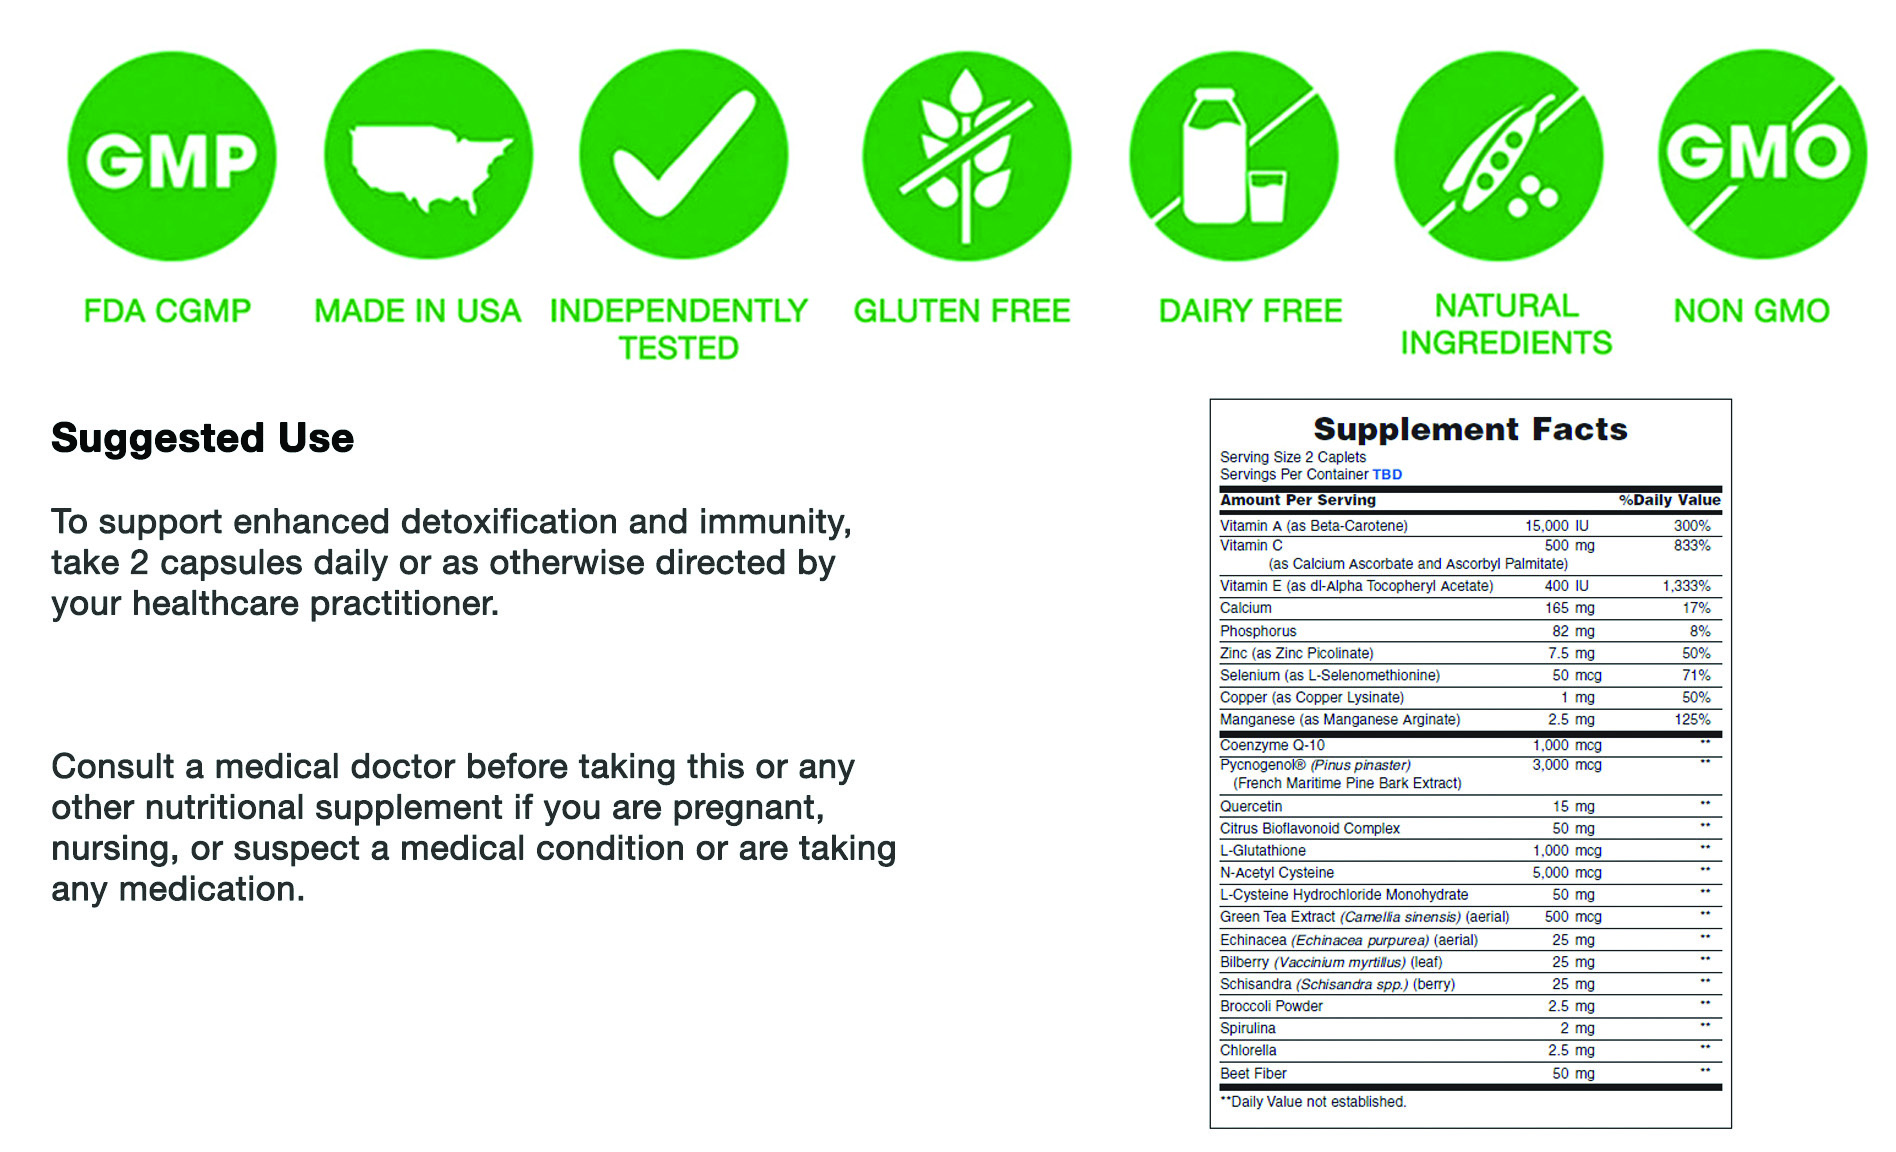 GMP
GMO
FDA CGMP
MADE IN USA
INDEPENDENTLY
TESTED
GLUTEN FREE
DAIRY FREE
NATURAL
INGREDIENTS
NON GMO
Suggested Use
To support enhanced detoxification and immunity,
take 2 capsules daily or as otherwise directed by
your healthcare practitioner.
Consult a medical doctor before taking this or any
other nutritional supplement if you are pregnant,
nursing, or suspect a medical condition or are taking
any medication.
Supplement Facts
Serving Size 2 Caplets
Servings Per Container TBD
Amount Per Serving %Daily Value
Vitamin A (as Beta-Carotene) 15,000 IU 300%
Vitamin C 500 mg 833%
(as Calcium Ascorbate and Ascorbyl Palmitate)
Vitamin E (as dl-Alpha Tocopheryl Acetate) 400 IU 1,333%
Calcium 165 mg 17%
Phosphorus 82 mg 8%
Zinc (as Zinc Picolinate) 7.5 mg 50%
Selenium (as L-Selenomethionine) 50 mcg 71%
Copper (as Copper Lysinate) 1 mg 50%
Manganese (as Manganese Arginate) 2.5 mg 125%
Coenzyme Q-10 1,000 mcg **
Pycnogenol® (Pinus pinaster) 3,000 mcg **
(French Maritime Pine Bark Extract)
Quercetin 15 mg **
Citrus Bioflavonoid Complex 50 mg **
L-Glutathione 1,000 mcg **
N-Acetyl Cysteine 5,000 mcg **
L-Cysteine Hydrochloride Monohydrate 50 mg **
Green Tea Extract (Camellia sinensis) (aerial) 500 mcg **
Echinacea (Echinacea purpurea) (aerial) 25 mg **
Bilberry (Vaccinium myrtillus) (leaf) 25 mg **
Schisandra (Schisandra spp.) (berry) 25 mg **
Broccoli Powder 2.5 mg **
Spirulina 2 mg **
Chlorella 2.5 mg **
Beet Fiber 50 mg **
**Daily Value not established.